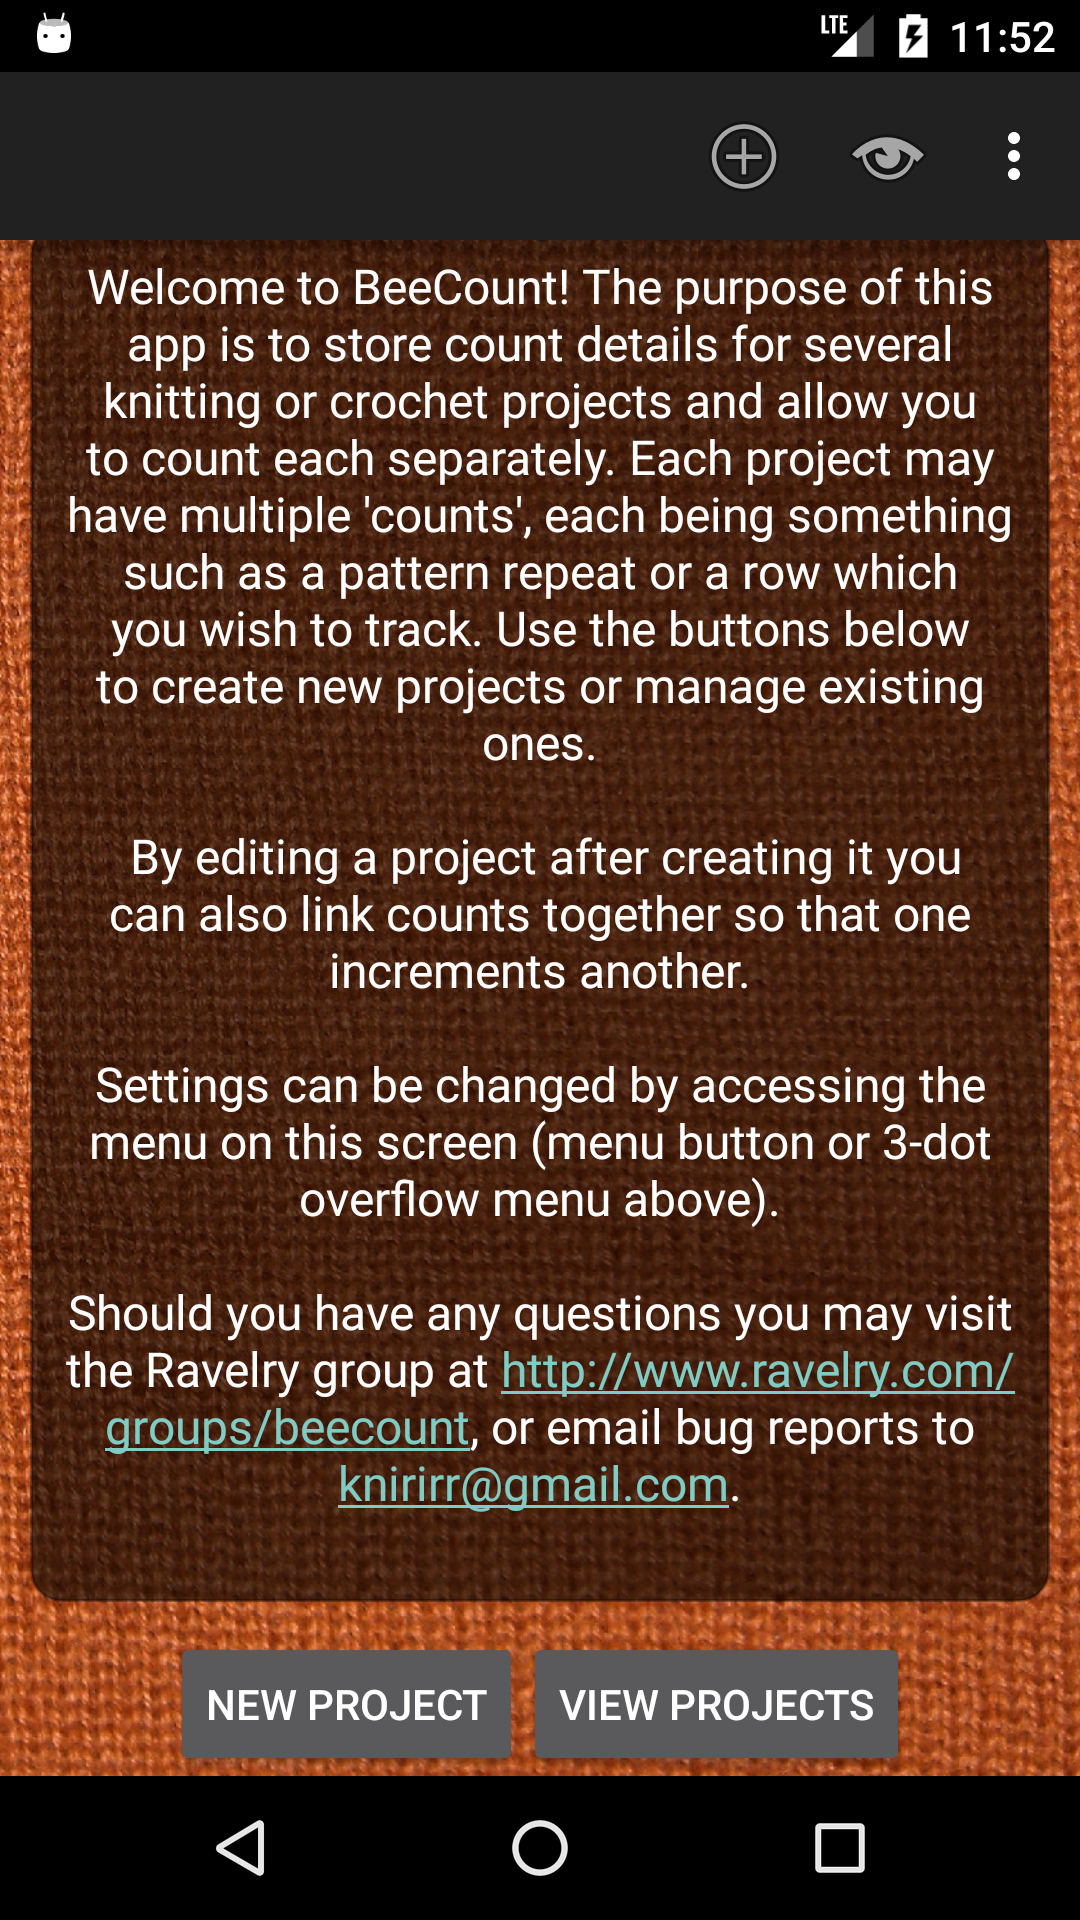 LTE 11:52
Welcome to BeeCount! The purpose of this
app is to store count details for several
knitting or crochet projects and allow you
to count each separately. Each project may
have multiple 'counts', each being something
such as a pattern repeat or a row which
you wish to track. Use the buttons below
to create new projects or manage existing
ones.
By editing a project after creating it you
can also link counts together so that one
increments another.
Settings can be changed by accessing the
menu on this screen (menu button or 3-dot
overflow menu above).
Should you have any questions you may visit
the Ravelry group at http://www.ravelry.com/
groups/beecount, or email bug reports to
knirirr@gmail.com.
NEW PROJECT VIEW PROJECTS